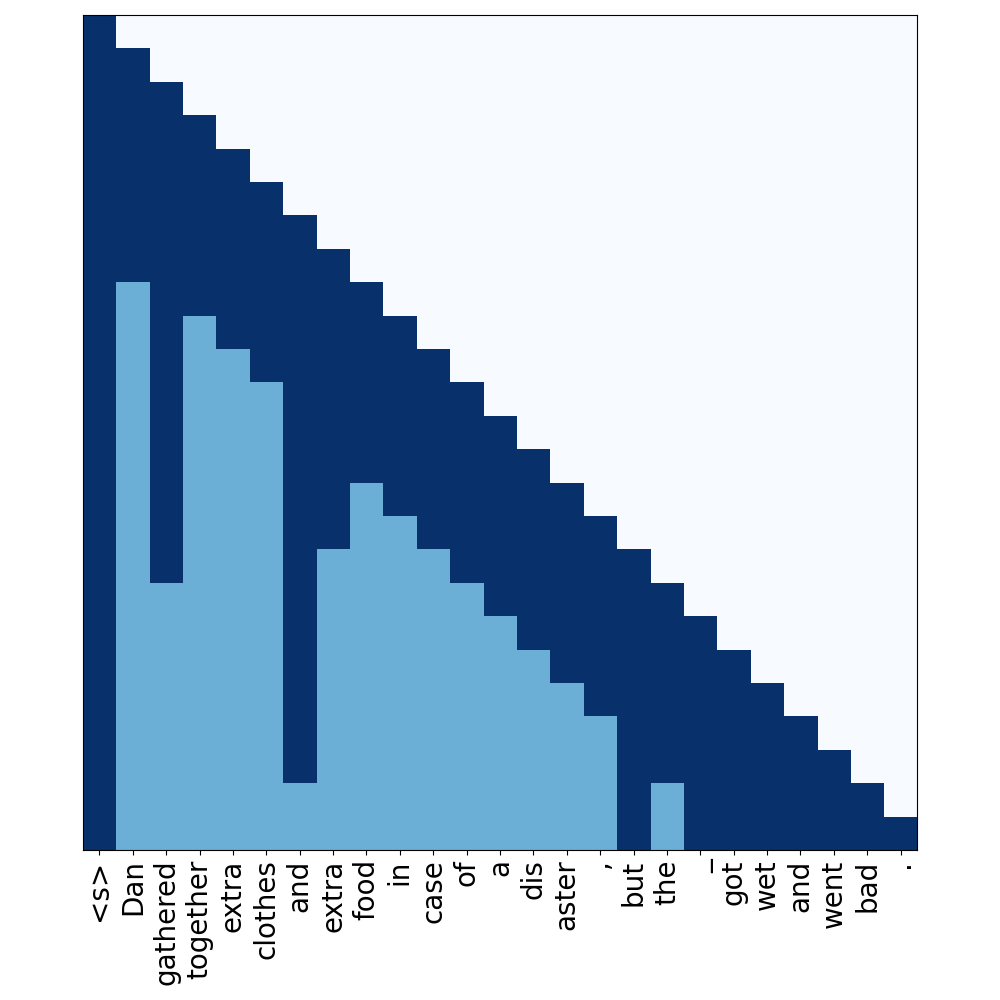 <s> Dan gathered together extra clothes and extra food in case of a dis aster , but the _ got wet and went bad .